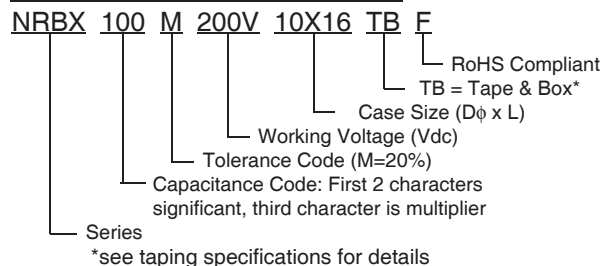 NRBX 100 M 200V 10X16 TB F
RoHS Compliant
TB = Tape & Box*
Case Size (Dϕ x L)
Working Voltage (Vdc)
Tolerance Code (M=20%)
Capacitance Code: First 2 characters
significant, third character is multiplier
Series
*see taping specifications for details